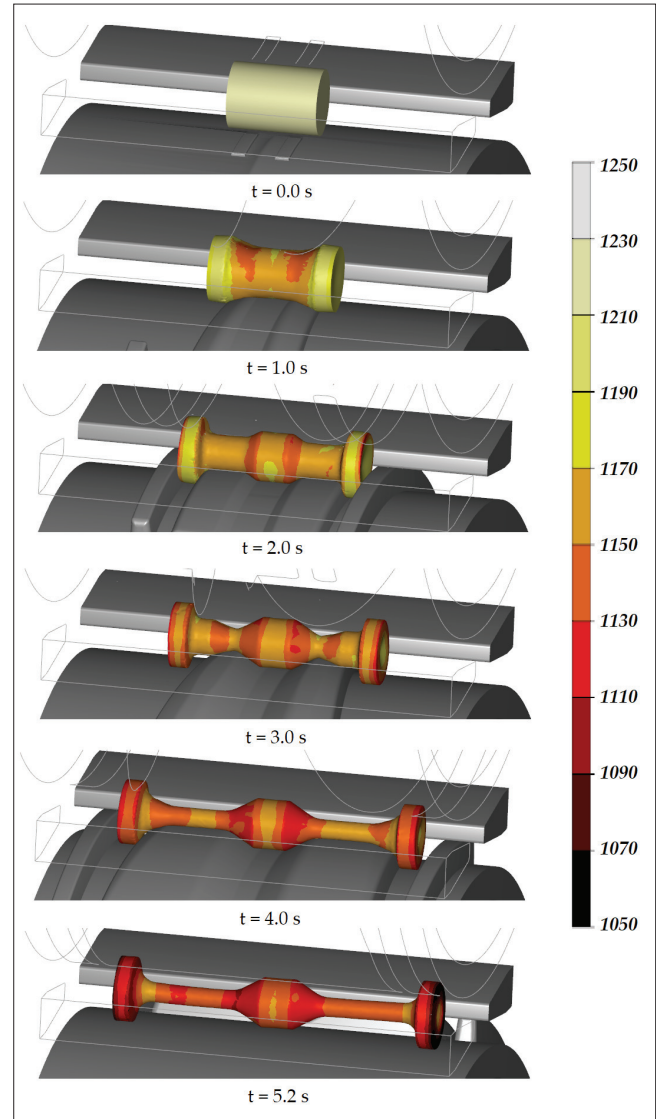 t = 0.0 s
t = 1.0 s
t = 2.0 s
t = 3.0 s
t = 4.0 s
t = 5.2 s
1250
1230
1210
1190
1170
1150
1130
1110
1090
1070
1050